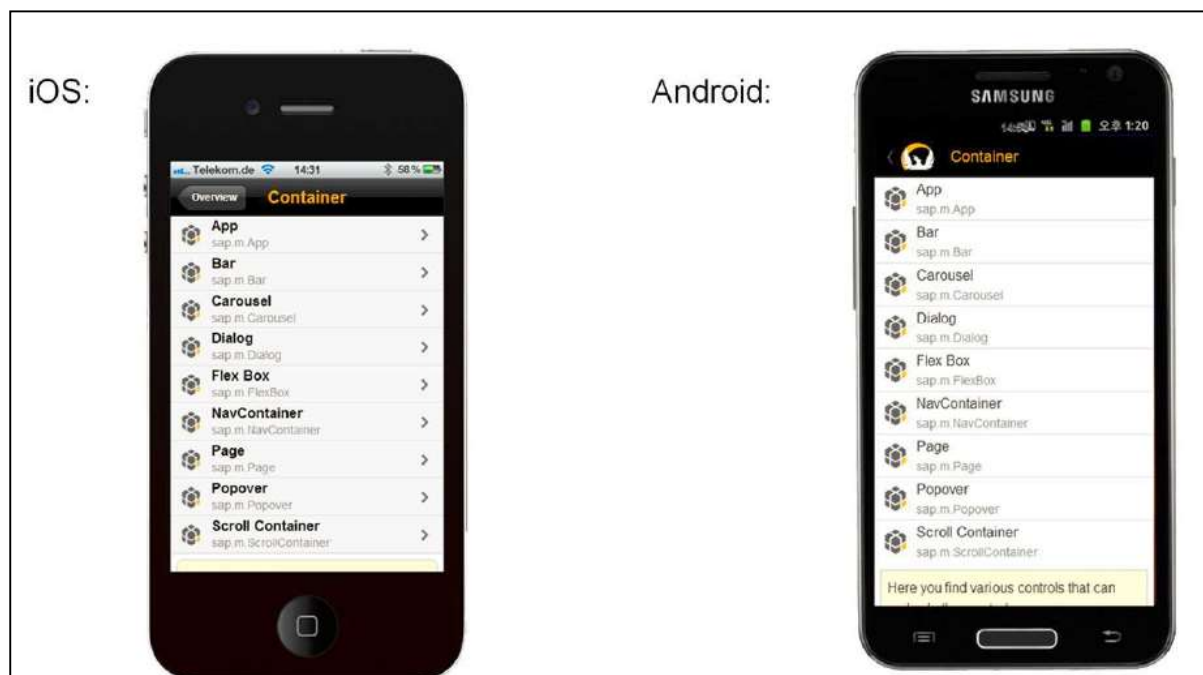 iOS:
Telekom.de 14:31 58 %
Overview Container
App
sap.m.App
Bar
sap.m.Bar
Carousel
sap.m.Carousel
Dialog
sap.m.Dialog
Flex Box
sap.m.FlexBox
NavContainer
sap.m.NavContainer
Page
sap.m.Page
Popover
sap.m.Popover
Scroll Container
sap.m.ScrollContainer
Android:
SAMSUNG
오후 1:20
Container
App
sap.m.App
Bar
sap.m.Bar
Carousel
sap.m.Carousel
Dialog
sap.m.Dialog
Flex Box
sap.m.FlexBox
NavContainer
sap.m.NavContainer
Page
sap.m.Page
Popover
sap.m.Popover
Scroll Container
sap.m.ScrollContainer
Here you find various controls that can